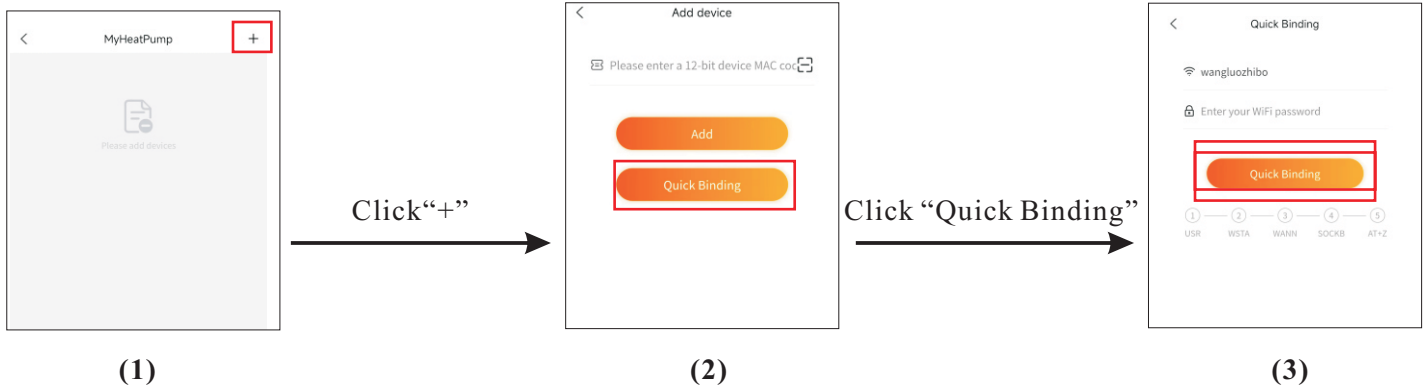 MyHeatPump
+
Please add devices
(1)
Click“+”
Add device
Please enter a 12-bit device MAC coc
Add
Quick Binding
(2)
Click “Quick Binding”
Quick Binding
wangluozhibo
Enter your WiFi password
Quick Binding
1 2 3 4 5
USR WSTA WANN SOCKB AT+Z
(3)